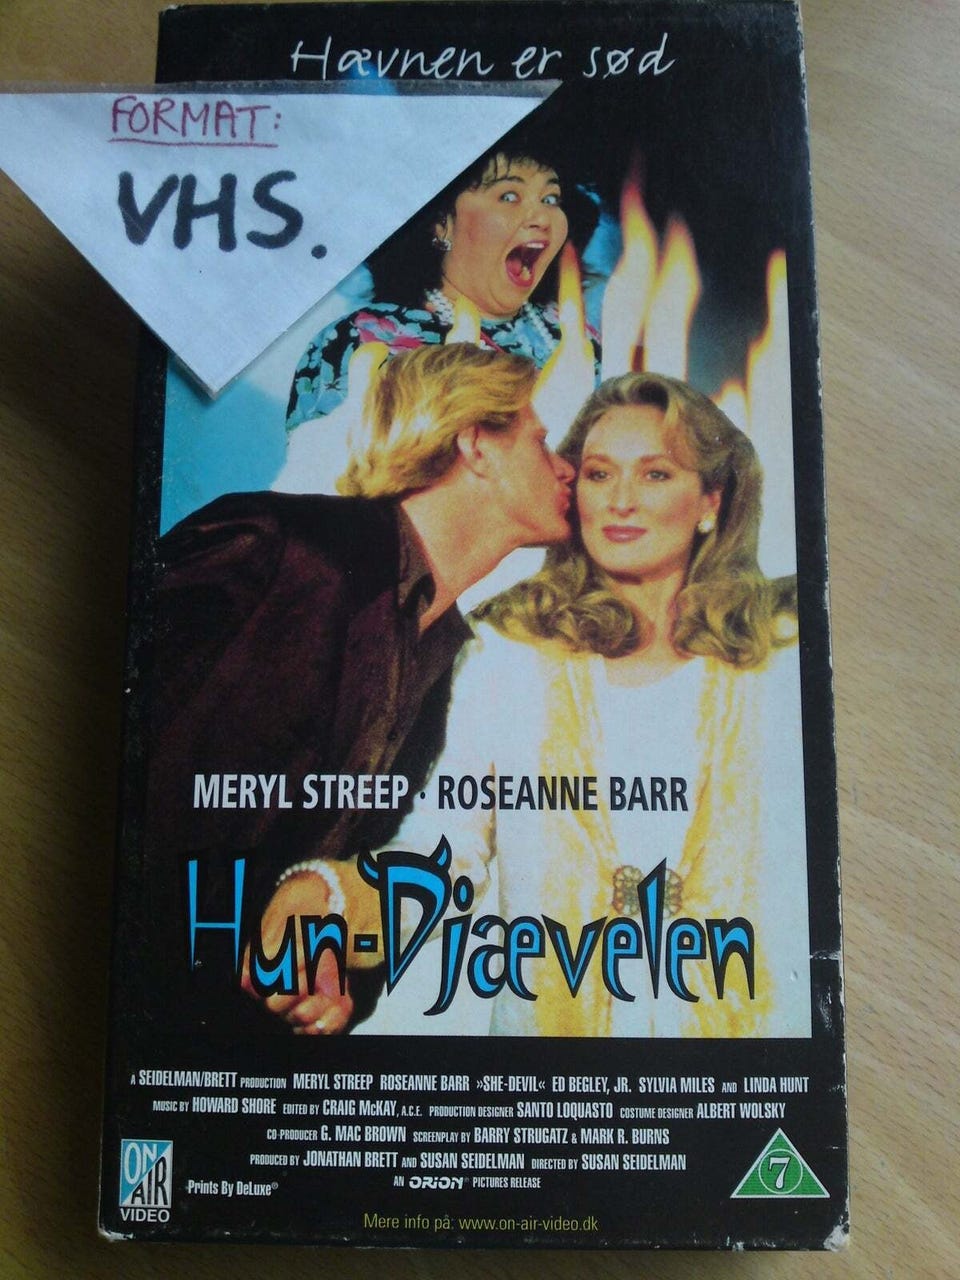 Hævnen er sød
FORMAT:
VHS.
MERYL STREEP · ROSEANNE BARR
Hun-Djævelen
A SEIDELMAN/BRETT PRODUCTION MERYL STREEP ROSEANNE BARR »SHE-DEVIL« ED BEGLEY, JR. SYLVIA MILES AND LINDA HUNT
MUSIC BY HOWARD SHORE EDITED BY CRAIG McKAY, A.C.E. PRODUCTION DESIGNER SANTO LOQUASTO COSTUME DESIGNER ALBERT WOLSKY
CO-PRODUCER G. MAC BROWN SCREENPLAY BY BARRY STRUGATZ & MARK R. BURNS
PRODUCED BY JONATHAN BRETT AND SUSAN SEIDELMAN DIRECTED BY SUSAN SEIDELMAN
AN ORION PICTURES RELEASE
ON AIR
VIDEO
Prints By DeLuxe®
7
Mere info på: www.on-air-video.dk